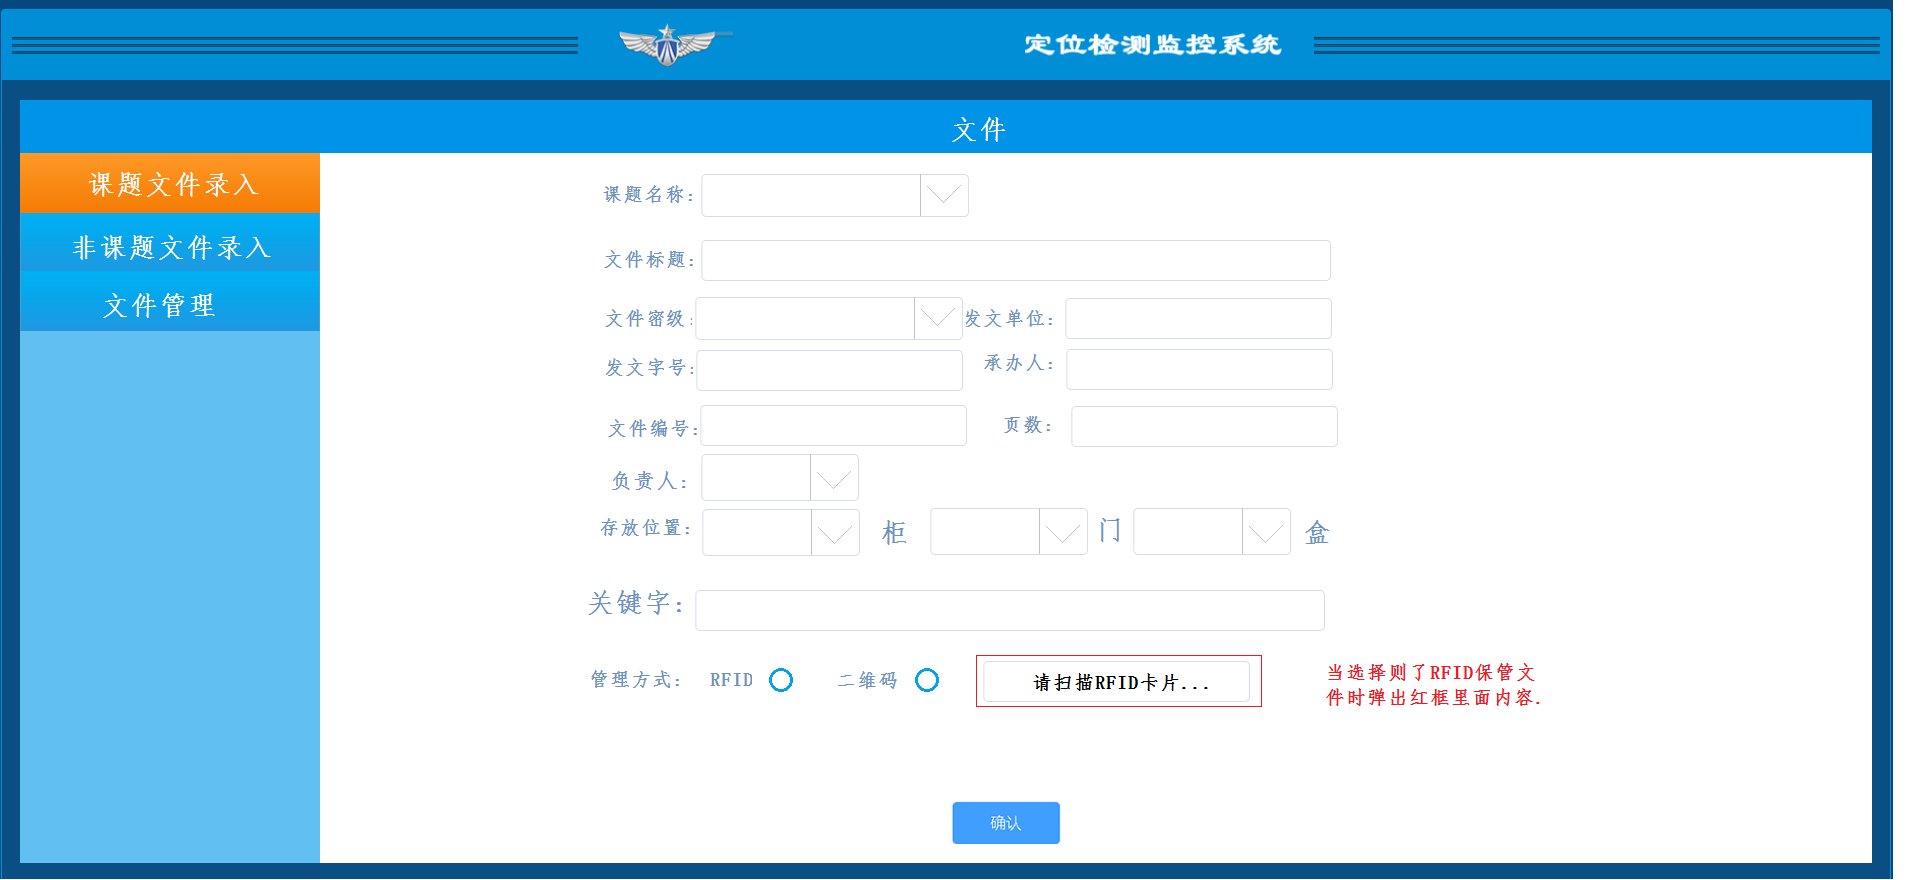 定位检测监控系统
文件
课题文件录入
非课题文件录入
文件管理
课题名称：
文件标题：
文件密级：
发文单位：
发文字号：
承办人：
文件编号：
页数：
负责人：
存放位置：
柜
门
盒
关键字：
管理方式： RFID 二维码
请扫描RFID卡片...
当选择则了RFID保管文
件时弹出红框里面内容.
确认